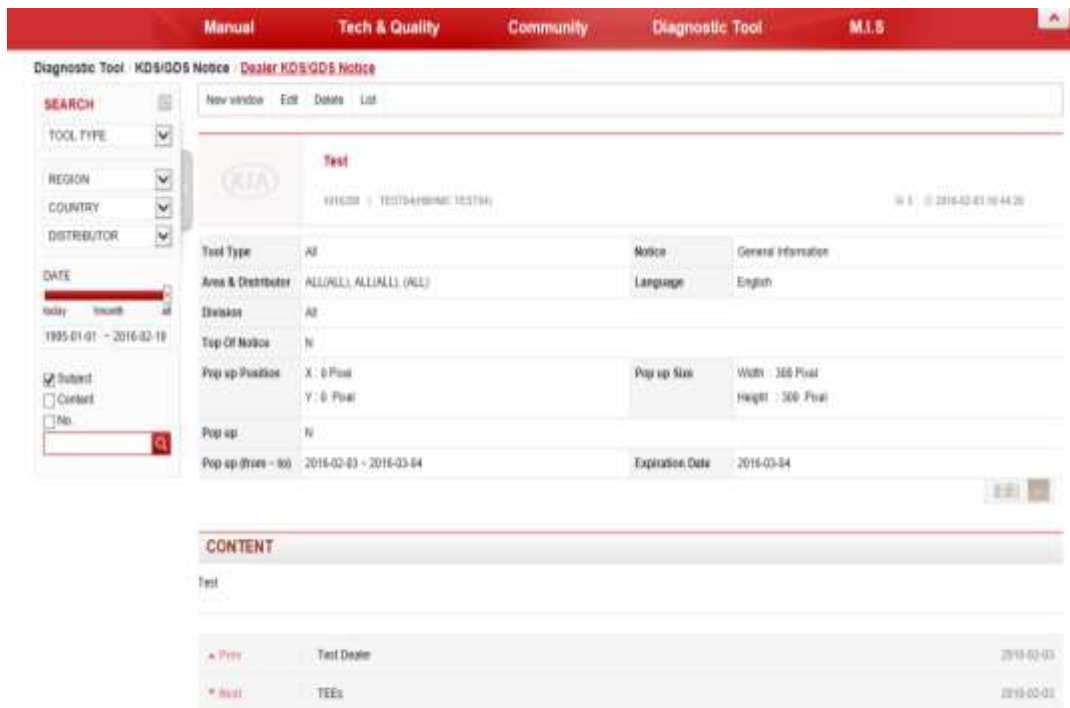 Manual Tech & Quality Community Diagnostic Tool M.I.S
Diagnostic Tool KDS/GDS Notice Dealer KDS/GDS Notice
SEARCH
TOOL TYPE
REGION
COUNTRY
DISTRIBUTOR
DATE
today 1month all
1995-01-01 ~ 2016-02-18
Subject
Content
No.
New window Edit Delete List
KIA
Test
2016-02-03
Tool Type All Notice General Information
Area & Distributor ALL(ALL), ALL(ALL), (ALL) Language English
Division All
Top Of Notice N
Pop up Position X : 0 Pixel Pop up Size Width : 300 Pixel
Y : 0 Pixel Height : 300 Pixel
Pop up N
Pop up (from ~ to) 2016-02-03 ~ 2016-03-04 Expiration Date 2016-03-04
CONTENT
Test
Prev Test Dealer 2016-02-03
Next TEEs 2016-02-03